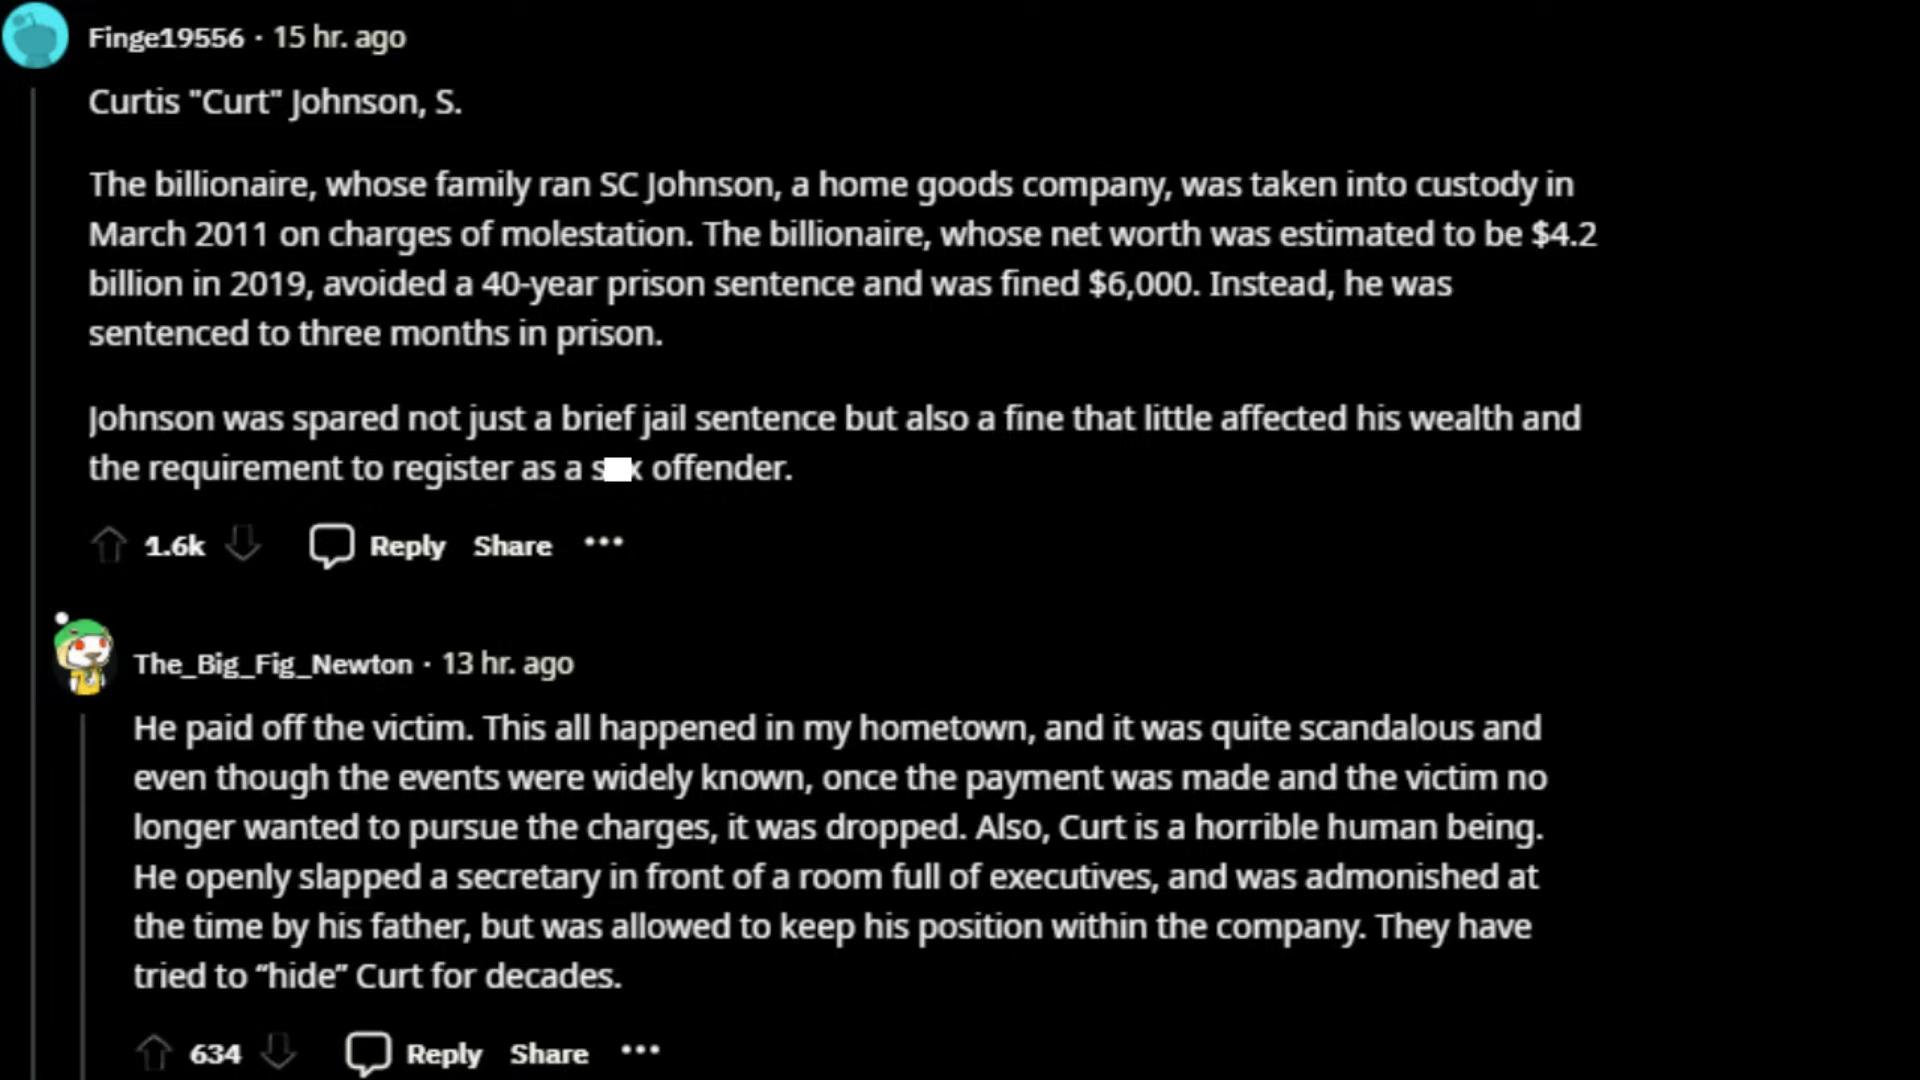 Finge19556 · 15 hr. ago
Curtis "Curt" Johnson, S.
The billionaire, whose family ran SC Johnson, a home goods company, was taken into custody in
March 2011 on charges of molestation. The billionaire, whose net worth was estimated to be $4.2
billion in 2019, avoided a 40-year prison sentence and was fined $6,000. Instead, he was
sentenced to three months in prison.
Johnson was spared not just a brief jail sentence but also a fine that little affected his wealth and
the requirement to register as a s x offender.
1.6k Reply Share •••
The_Big_Fig_Newton · 13 hr. ago
He paid off the victim. This all happened in my hometown, and it was quite scandalous and
even though the events were widely known, once the payment was made and the victim no
longer wanted to pursue the charges, it was dropped. Also, Curt is a horrible human being.
He openly slapped a secretary in front of a room full of executives, and was admonished at
the time by his father, but was allowed to keep his position within the company. They have
tried to “hide” Curt for decades.
634 Reply Share •••